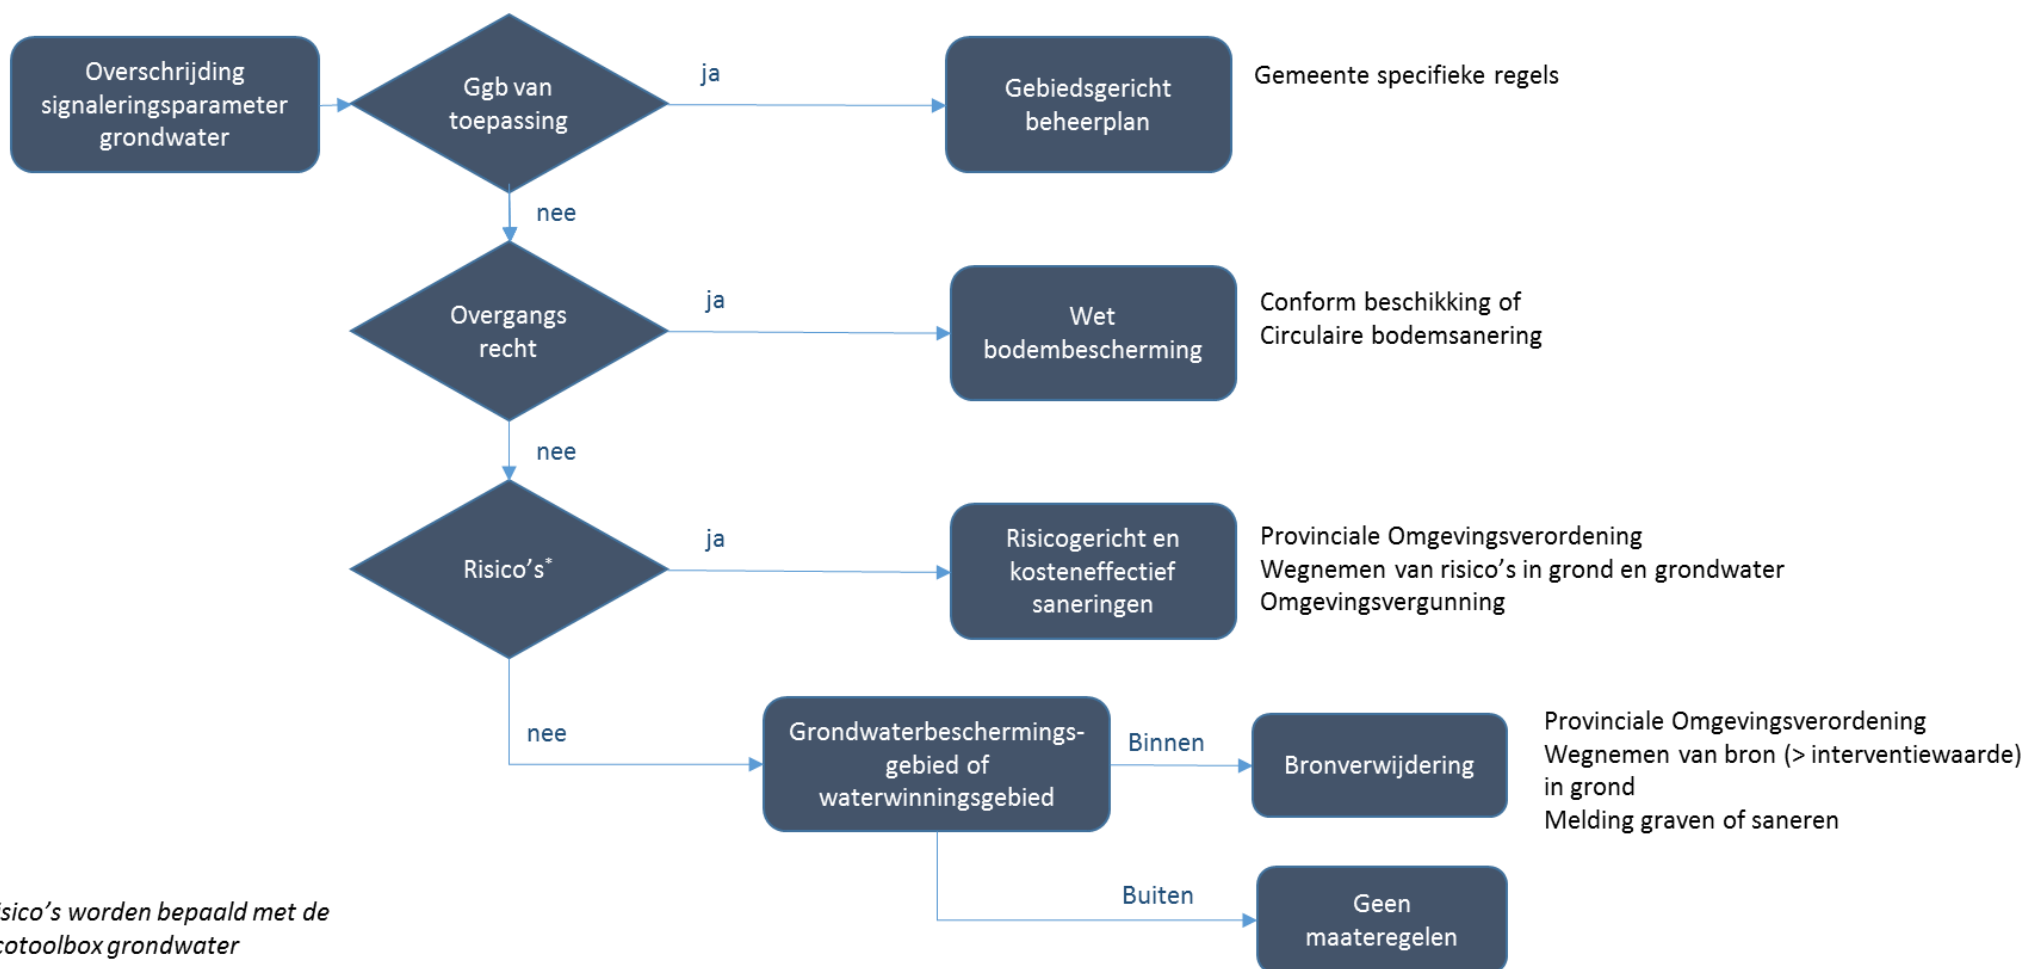 Overschrijding
signaleringsparameter
grondwater
Ggb van
toepassing
ja
Gebiedsgericht
beheerplan
Gemeente specifieke regels
nee
Overgangs
recht
ja
Wet
bodembescherming
Conform beschikking of
Circulaire bodemsanering
nee
Risico's*
ja
Risicogericht en
kosteneffectief
saneringen
Provinciale Omgevingsverordening
Wegnemen van risico's in grond en grondwater
Omgevingsvergunning
nee
Grondwaterbeschermings-
gebied of
waterwinningsgebied
Binnen
Bronverwijdering
Provinciale Omgevingsverordening
Wegnemen van bron (> interventiewaarde)
in grond
Melding graven of saneren
Buiten
Geen
maateregelen
isico's worden bepaald met de
cotoolbox grondwater